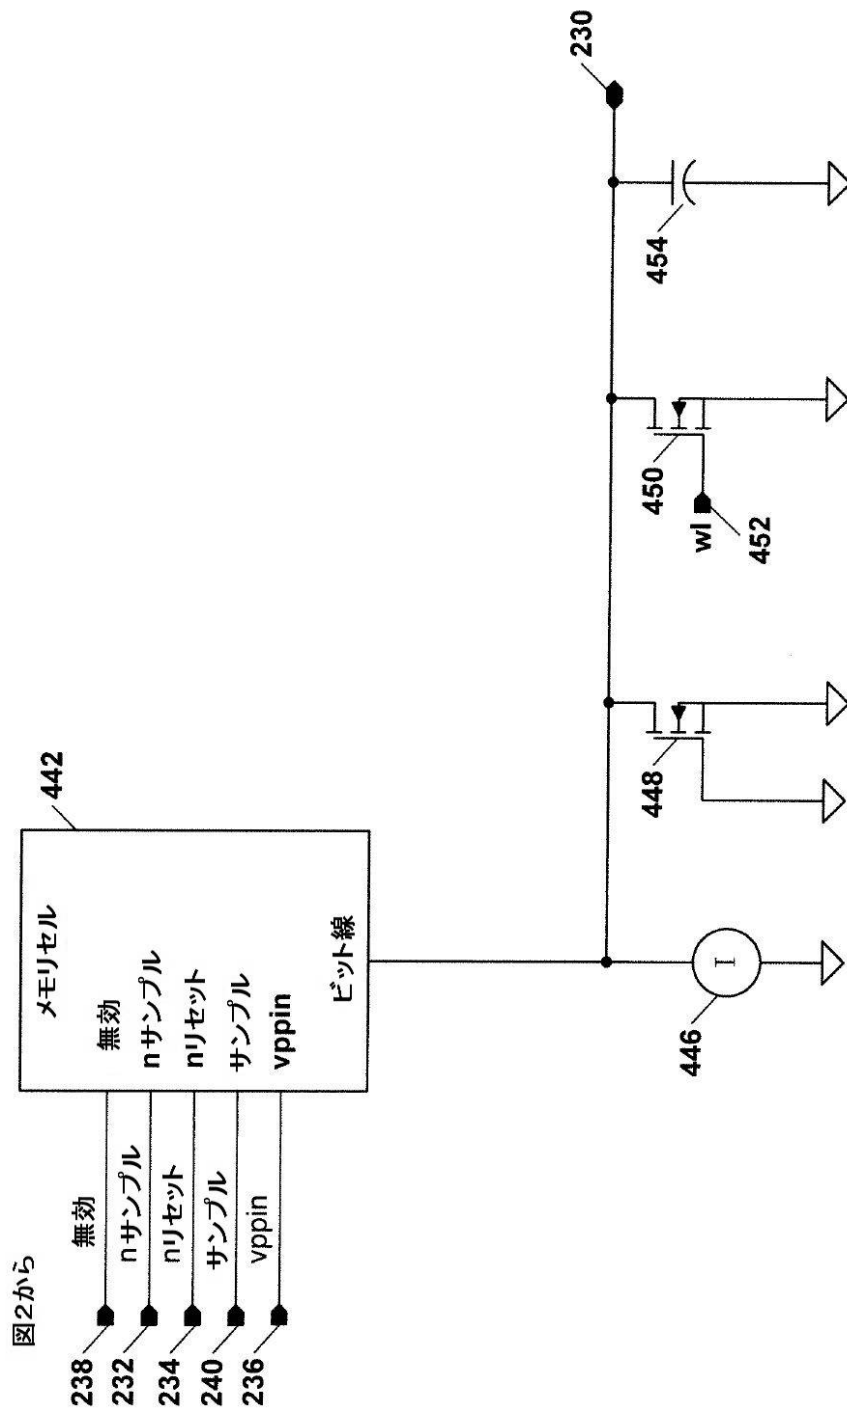 図2から
238
無効
232
nサンプル
234
nリセット
240
サンプル
236
vppin
442
メモリセル
無効
nサンプル
nリセット
サンプル
vppin
ビット線
446
I
448
450
wl
452
454
230